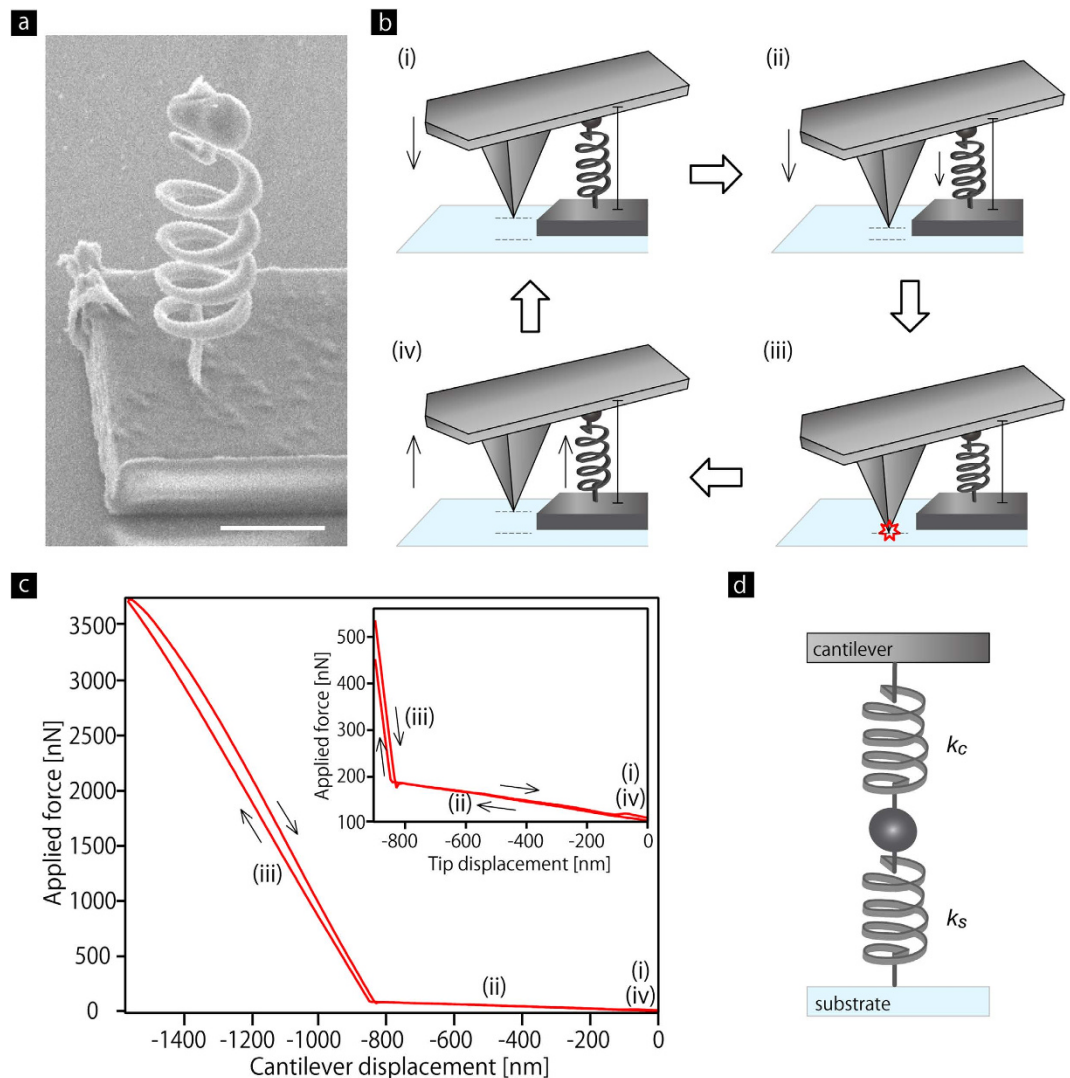 a
b
(i)
(ii)
(iv)
(iii)
c
Applied force [nN]
3500
3000
2500
2000
1500
1000
500
0
-1400
-1200
-1000
-800
-600
-400
-200
0
Cantilever displacement [nm]
(iii)
(ii)
(i)
(iv)
Applied force [nN]
500
400
300
200
100
-800
-600
-400
-200
0
Tip displacement [nm]
(iii)
(ii)
(i)
(iv)
d
cantilever
kc
ks
substrate